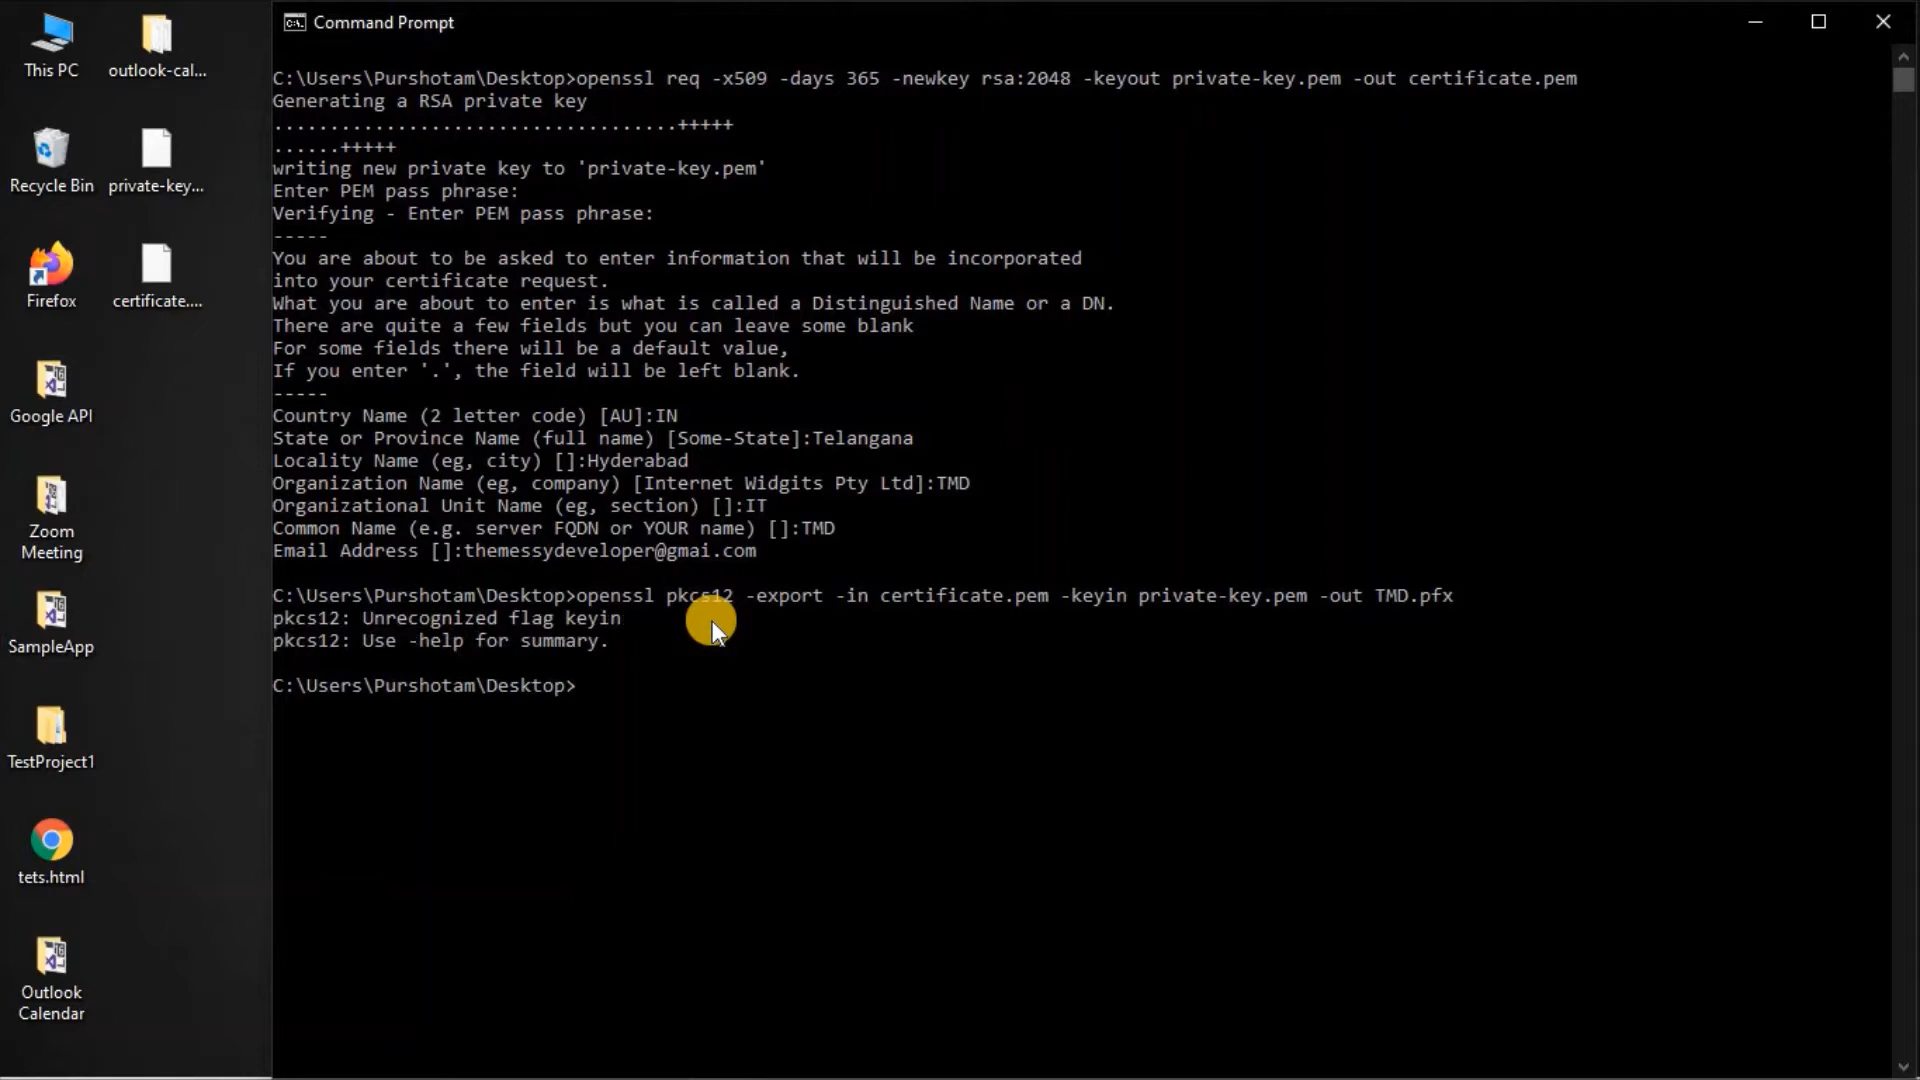 This PC
outlook-cal...
Recycle Bin
private-key...
Firefox
certificate....
Google API
Zoom
Meeting
SampleApp
TestProject1
tets.html
Outlook
Calendar
C:\. Command Prompt
C:\Users\Purshotam\Desktop>openssl req -x509 -days 365 -newkey rsa:2048 -keyout private-key.pem -out certificate.pem
Generating a RSA private key
....................................+++++
......+++++
writing new private key to 'private-key.pem'
Enter PEM pass phrase:
Verifying - Enter PEM pass phrase:
-----
You are about to be asked to enter information that will be incorporated
into your certificate request.
What you are about to enter is what is called a Distinguished Name or a DN.
There are quite a few fields but you can leave some blank
For some fields there will be a default value,
If you enter '.', the field will be left blank.
-----
Country Name (2 letter code) [AU]:IN
State or Province Name (full name) [Some-State]:Telangana
Locality Name (eg, city) []:Hyderabad
Organization Name (eg, company) [Internet Widgits Pty Ltd]:TMD
Organizational Unit Name (eg, section) []:IT
Common Name (e.g. server FQDN or YOUR name) []:TMD
Email Address []:themessydeveloper@gmai.com
C:\Users\Purshotam\Desktop>openssl pkcs12 -export -in certificate.pem -keyin private-key.pem -out TMD.pfx
pkcs12: Unrecognized flag keyin
pkcs12: Use -help for summary.
C:\Users\Purshotam\Desktop>